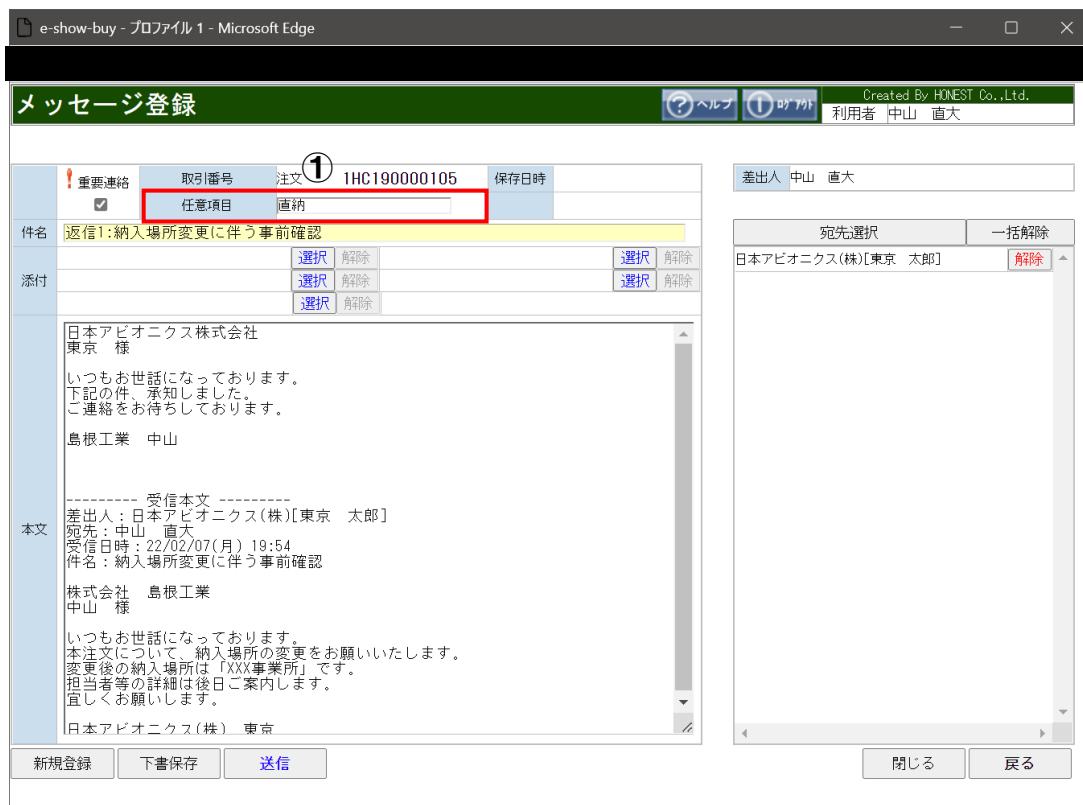 e-show-buy - プロファイル 1 - Microsoft Edge
メッセージ登録
ヘルプ
ログアウト
Created By HONEST Co.,Ltd.
利用者 中山 直大
①
重要連絡 取引番号 注文 1HC190000105 保存日時
任意項目 直納
件名 返信1:納入場所変更に伴う事前確認
添付
選択 解除 選択 解除
選択 解除 選択 解除
選択 解除
本文
日本アビオニクス株式会社
東京 様
いつもお世話になっております。
下記の件、承知しました。
ご連絡をお待ちしております。
島根工業 中山
--------- 受信本文 ---------
差出人:日本アビオニクス(株)[東京 太郎]
宛先:中山 直大
受信日時:22/02/07(月) 19:54
件名:納入場所変更に伴う事前確認
株式会社 島根工業
中山 様
いつもお世話になっております。
本注文について、納入場所の変更をお願いいたします。
変更後の納入場所は「XXX事業所」です。
担当者等の詳細は後日ご案内します。
宜しくお願いします。
日本アビオニクス(株) 東京
差出人 中山 直大
宛先選択 一括解除
日本アビオニクス(株)[東京 太郎] 解除
新規登録 下書保存 送信 閉じる 戻る